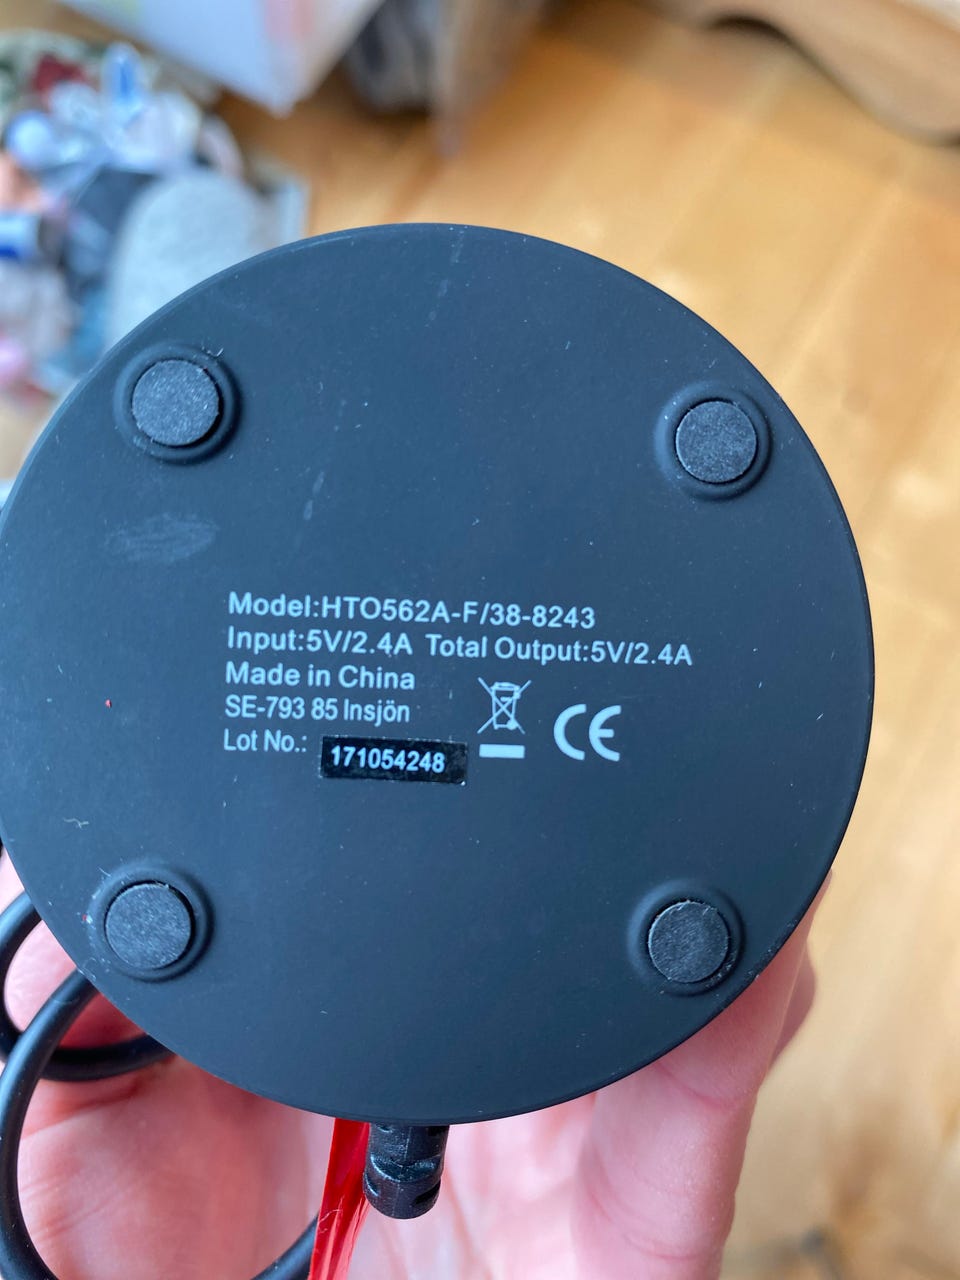 Model:HTO562A-F/38-8243
Input:5V/2.4A Total Output:5V/2.4A
Made in China
SE-793 85 Insjön
Lot No.: 171054248
CE